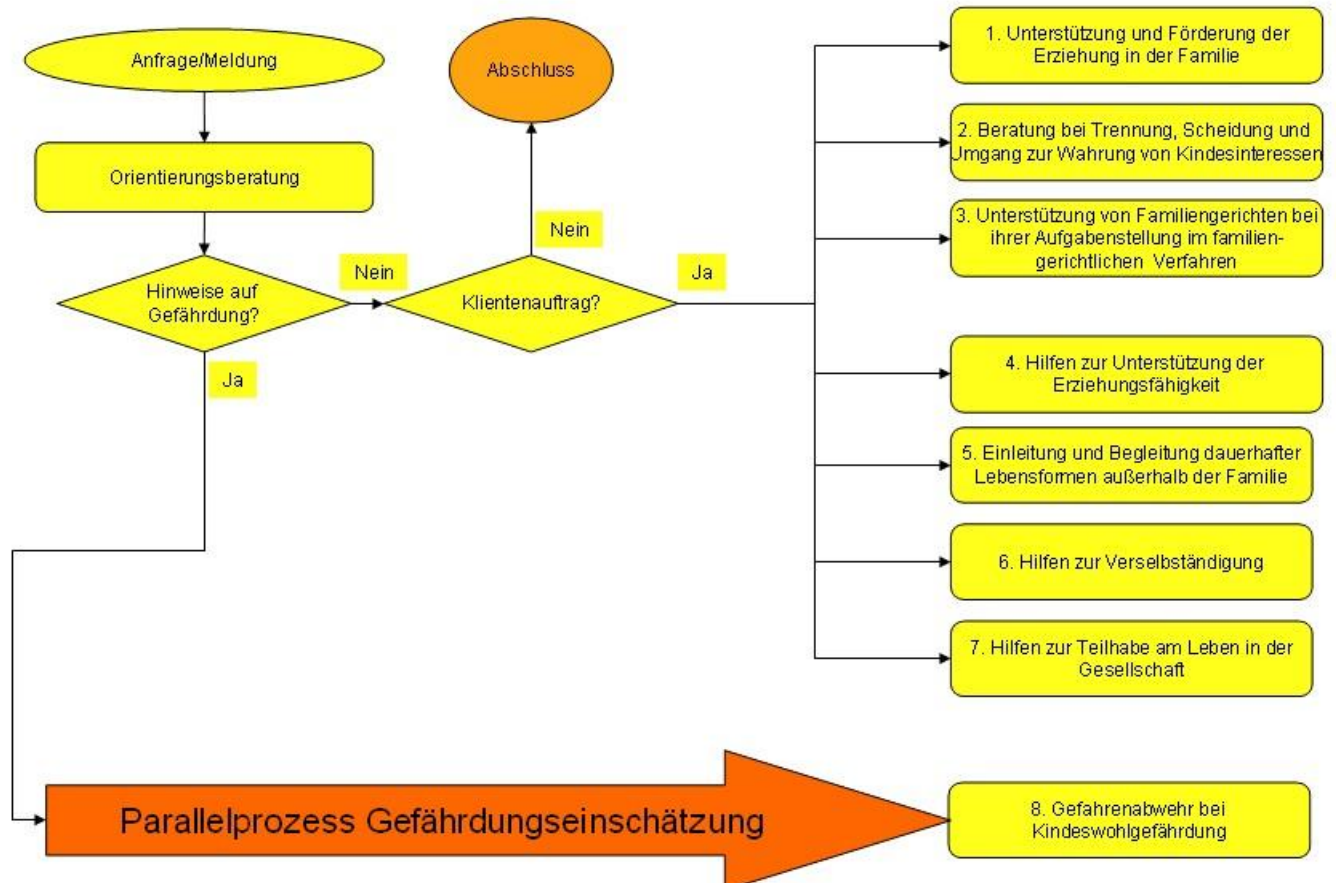 Anfrage/Meldung
Orientierungsberatung
Hinweise auf
Gefährdung?
Nein
Ja
Klientenauftrag?
Nein
Abschluss
Ja
1. Unterstützung und Förderung der
Erziehung in der Familie
2. Beratung bei Trennung, Scheidung und
Umgang zur Wahrung von Kindesinteressen
3. Unterstützung von Familiengerichten bei
ihrer Aufgabenstellung im familien-
gerichtlichen Verfahren
4. Hilfen zur Unterstützung der
Erziehungsfähigkeit
5. Einleitung und Begleitung dauerhafter
Lebensformen außerhalb der Familie
6. Hilfen zur Verselbständigung
7. Hilfen zur Teilhabe am Leben in der
Gesellschaft
Parallelprozess Gefährdungseinschätzung
8. Gefahrenabwehr bei
Kindeswohlgefährdung